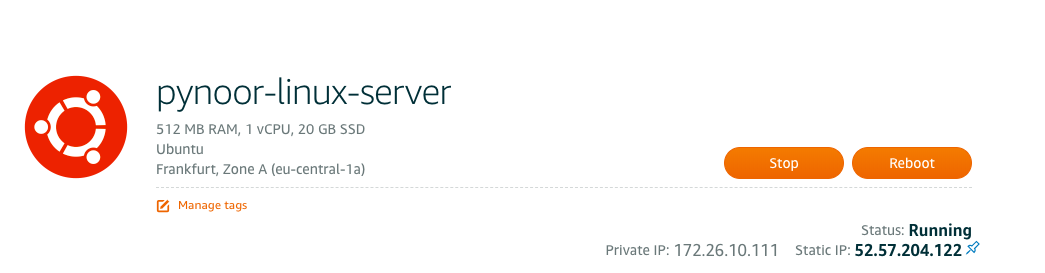 pynoor-linux-server
512 MB RAM, 1 vCPU, 20 GB SSD
Ubuntu
Frankfurt, Zone A (eu-central-1a)
Stop Reboot
Manage tags
Status: Running
Private IP: 172.26.10.111 Static IP: 52.57.204.122